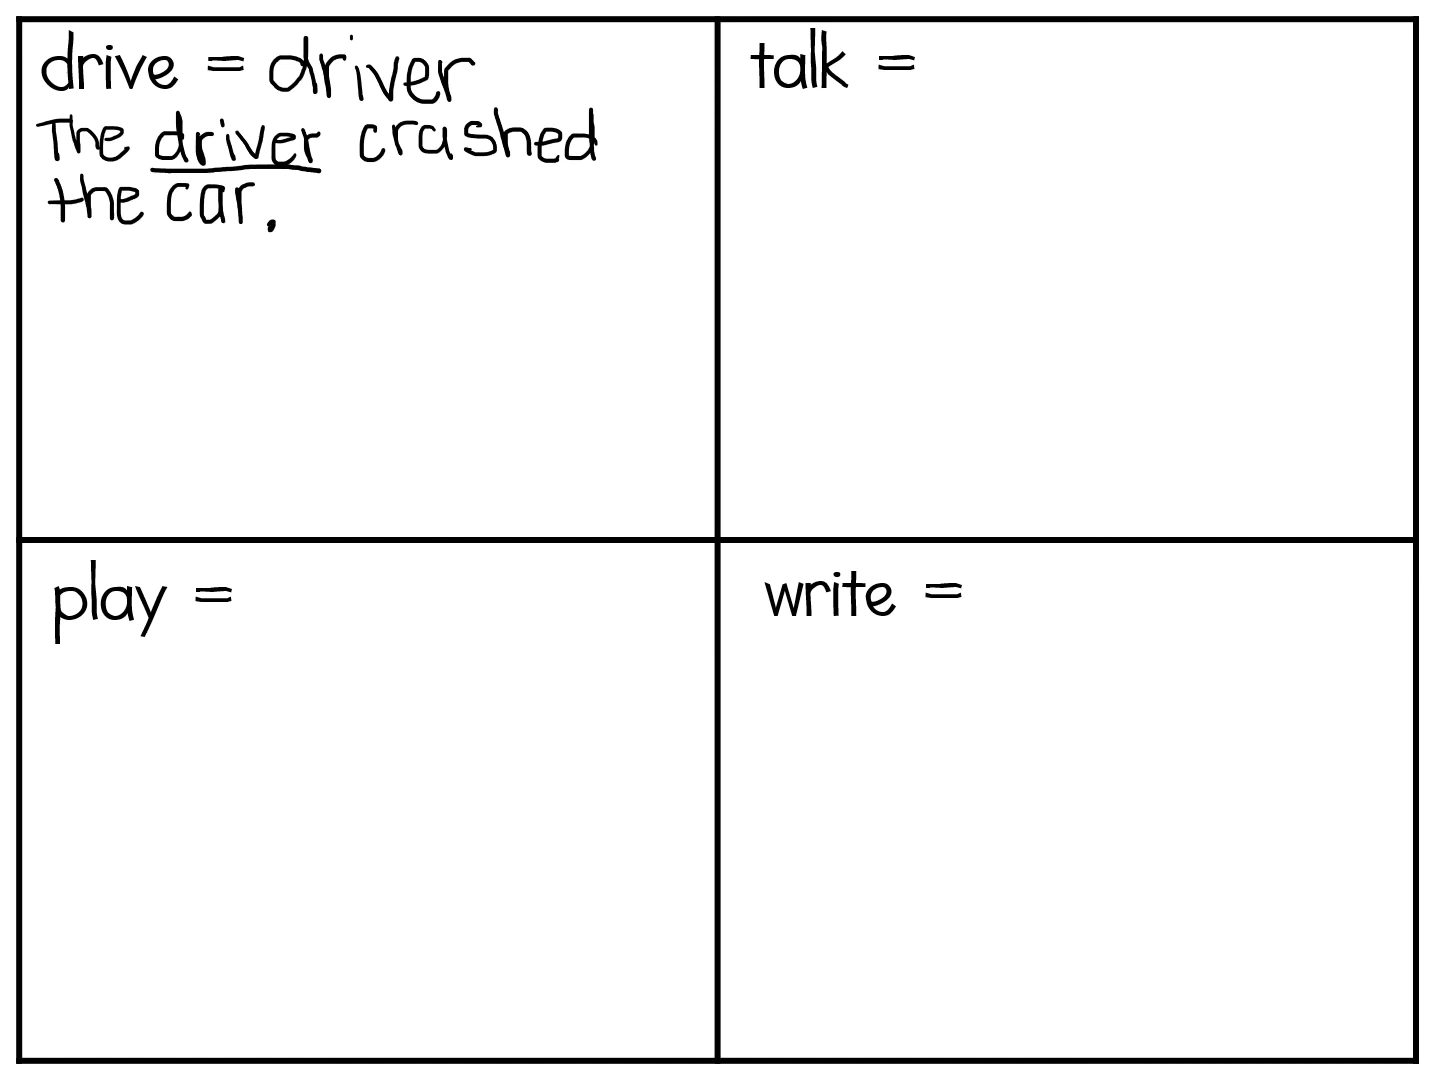 drive = driver
The driver crashed
the car.
talk =
play =
write =